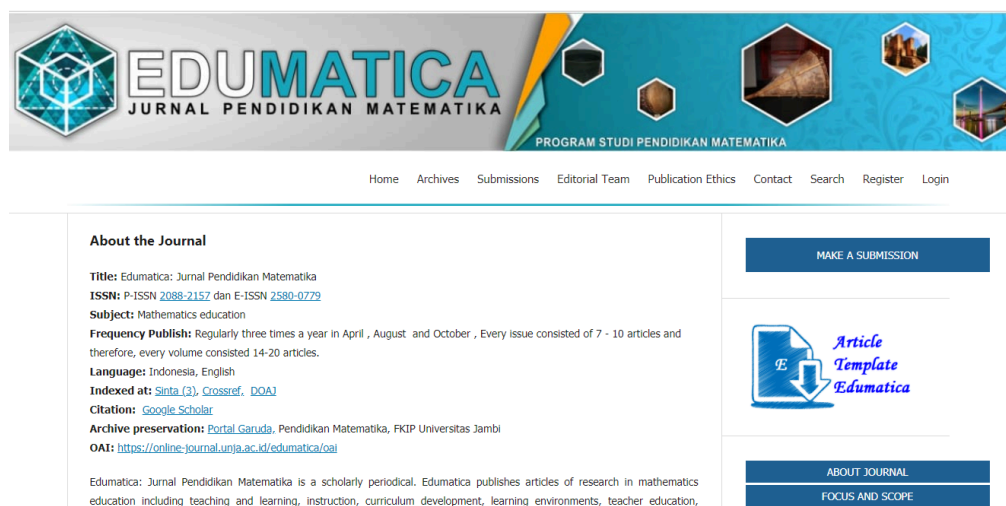 EDUMATICA
JURNAL PENDIDIKAN MATEMATIKA
PROGRAM STUDI PENDIDIKAN MATEMATIKA
Home Archives Submissions Editorial Team Publication Ethics Contact Search Register Login
About the Journal
Title: Edumatica: Jurnal Pendidikan Matematika
ISSN: P-ISSN 2088-2157 dan E-ISSN 2580-0779
Subject: Mathematics education
Frequency Publish: Regularly three times a year in April , August and October , Every issue consisted of 7 - 10 articles and
therefore, every volume consisted 14-20 articles.
Language: Indonesia, English
Indexed at: Sinta (3), Crossref, DOAJ
Citation: Google Scholar
Archive preservation: Portal Garuda, Pendidikan Matematika, FKIP Universitas Jambi
OAI: https://online-journal.unja.ac.id/edumatica/oai
Edumatica: Jurnal Pendidikan Matematika is a scholarly periodical. Edumatica publishes articles of research in mathematics
education including teaching and learning, instruction, curriculum development, learning environments, teacher education,
MAKE A SUBMISSION
E
Article
Template
Edumatica
ABOUT JOURNAL
FOCUS AND SCOPE